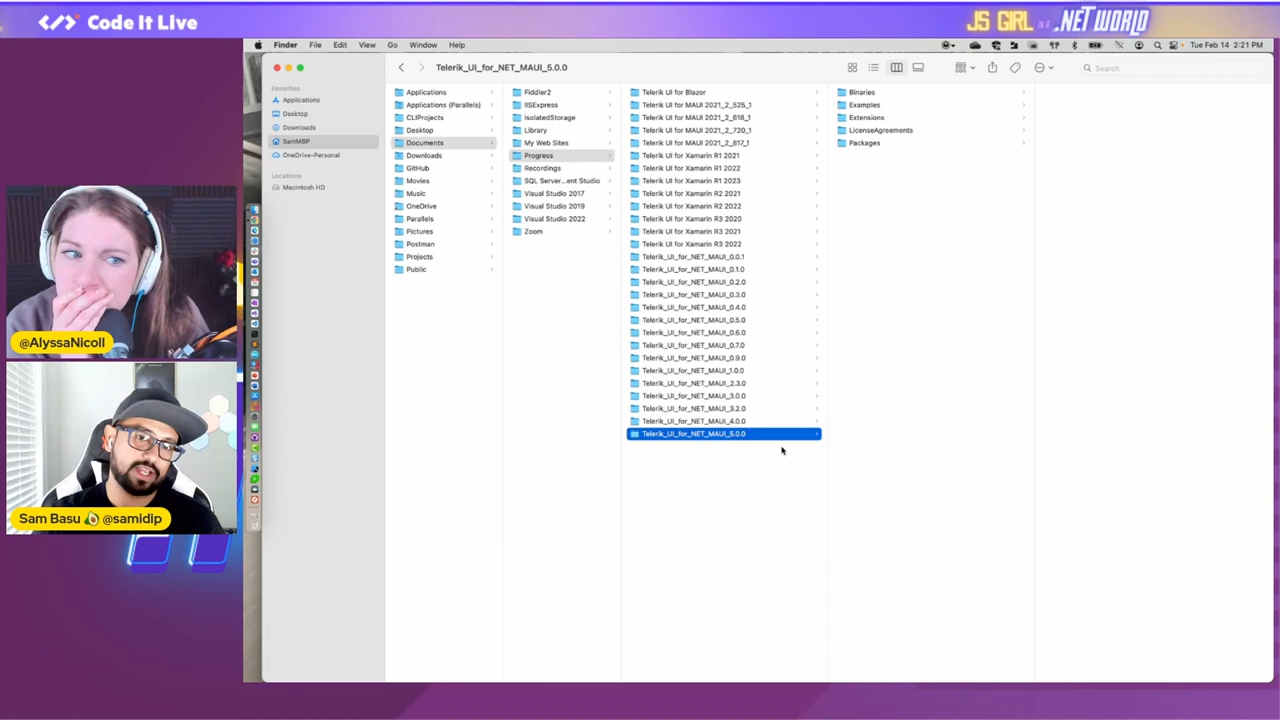 Code It Live
JS GIRL IN A .NET WORLD
Finder File Edit View Go Window Help
Tue Feb 14 2:21 PM
Telerik_UI_for_NET_MAUI_5.0.0
Search
Favorites
Applications
Desktop
Downloads
SamMBP
OneDrive-Personal
Locations
Macintosh HD
Applications
Applications (Parallels)
CLIProjects
Desktop
Documents
Downloads
GitHub
Movies
Music
OneDrive
Parallels
Pictures
Postman
Projects
Public
Fiddler2
IISExpress
IsolatedStorage
Library
My Web Sites
Progress
Recordings
SQL Server...ent Studio
Visual Studio 2017
Visual Studio 2019
Visual Studio 2022
Zoom
Telerik UI for Blazor
Telerik UI for MAUI 2021_2_525_1
Telerik UI for MAUI 2021_2_618_1
Telerik UI for MAUI 2021_2_720_1
Telerik UI for MAUI 2021_2_817_1
Telerik UI for Xamarin R1 2021
Telerik UI for Xamarin R1 2022
Telerik UI for Xamarin R1 2023
Telerik UI for Xamarin R2 2021
Telerik UI for Xamarin R2 2022
Telerik UI for Xamarin R3 2020
Telerik UI for Xamarin R3 2021
Telerik UI for Xamarin R3 2022
Telerik_UI_for_NET_MAUI_0.0.1
Telerik_UI_for_NET_MAUI_0.1.0
Telerik_UI_for_NET_MAUI_0.2.0
Telerik_UI_for_NET_MAUI_0.3.0
Telerik_UI_for_NET_MAUI_0.4.0
Telerik_UI_for_NET_MAUI_0.5.0
Telerik_UI_for_NET_MAUI_0.6.0
Telerik_UI_for_NET_MAUI_0.7.0
Telerik_UI_for_NET_MAUI_0.9.0
Telerik_UI_for_NET_MAUI_1.0.0
Telerik_UI_for_NET_MAUI_2.3.0
Telerik_UI_for_NET_MAUI_3.0.0
Telerik_UI_for_NET_MAUI_3.2.0
Telerik_UI_for_NET_MAUI_4.0.0
Telerik_UI_for_NET_MAUI_5.0.0
Binaries
Examples
Extensions
LicenseAgreements
Packages
@AlyssaNicoll
Sam Basu 🥑 @samidip